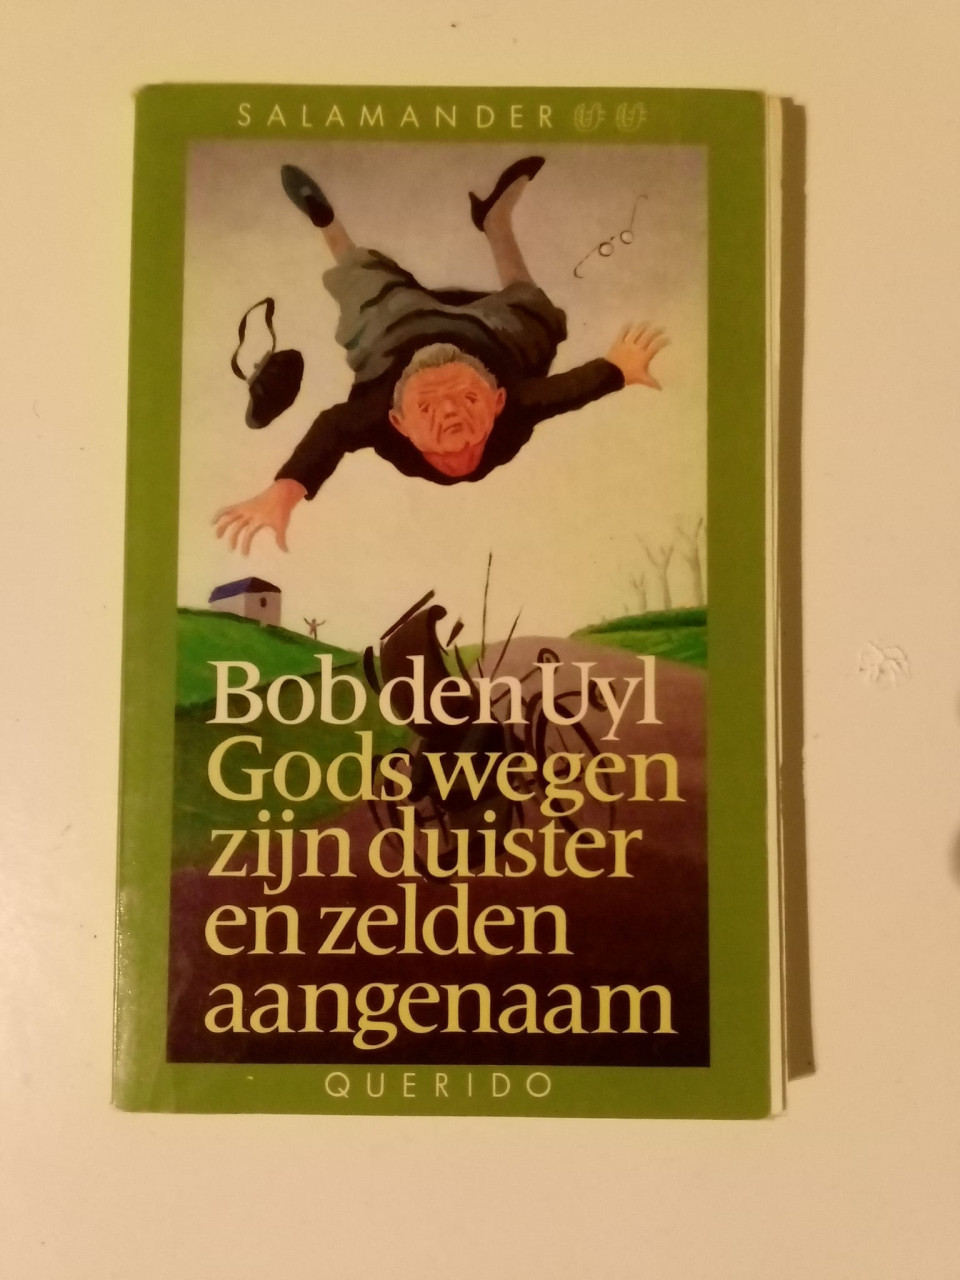 SALAMANDER
Bob den Uyl
Gods wegen
zijn duister
en zelden
aangenaam
QUERIDO